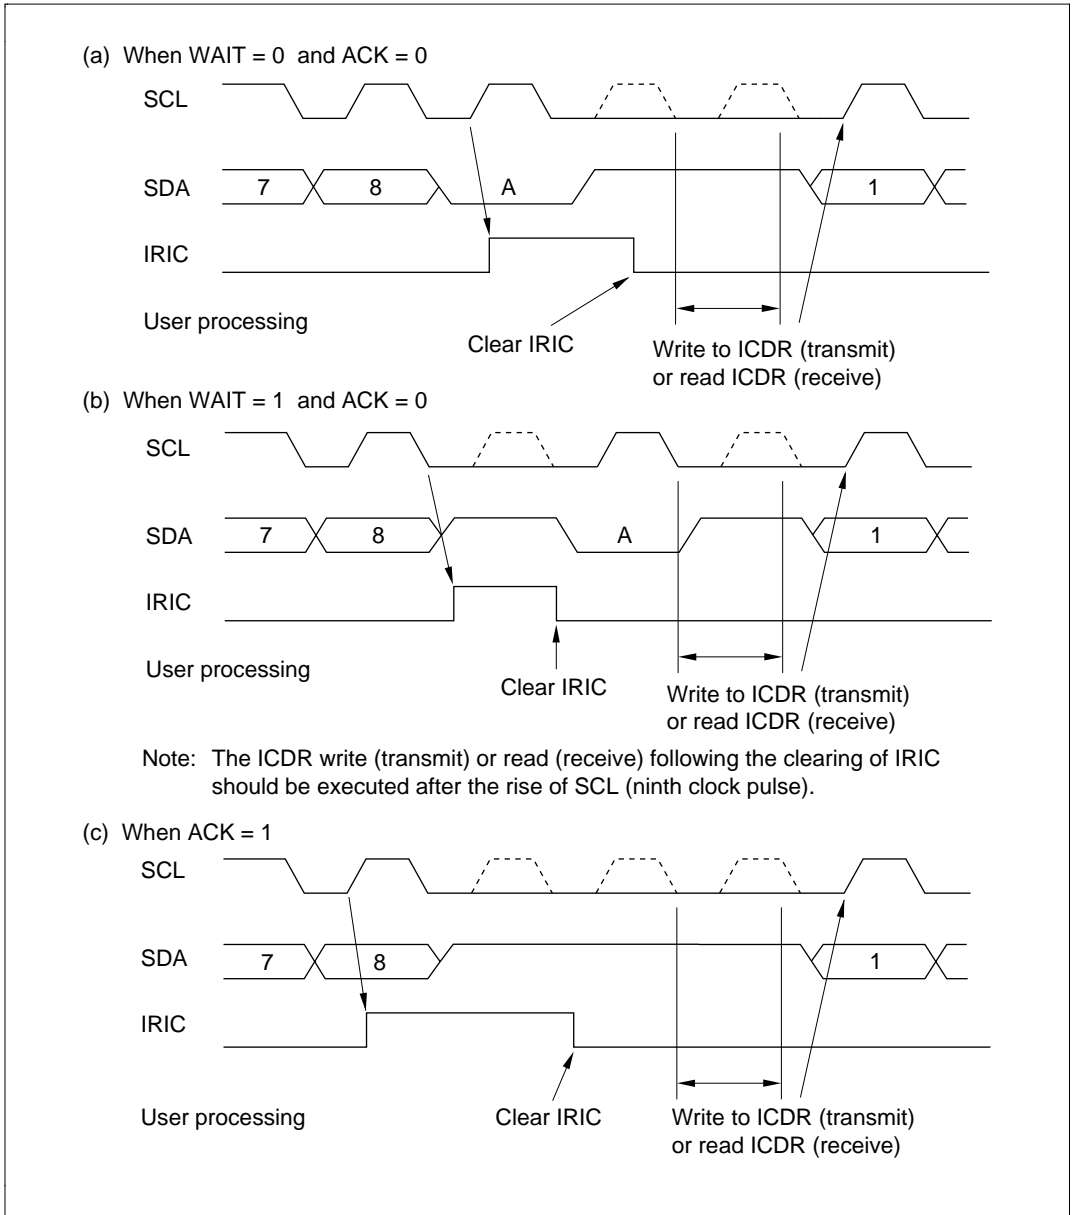 (a) When WAIT = 0 and ACK = 0
SCL
SDA 7 8 A 1
IRIC
User processing
Clear IRIC
Write to ICDR (transmit)
or read ICDR (receive)
(b) When WAIT = 1 and ACK = 0
SCL
SDA 7 8 A 1
IRIC
User processing
Clear IRIC
Write to ICDR (transmit)
or read ICDR (receive)
Note: The ICDR write (transmit) or read (receive) following the clearing of IRIC
should be executed after the rise of SCL (ninth clock pulse).
(c) When ACK = 1
SCL
SDA 7 8 1
IRIC
User processing
Clear IRIC
Write to ICDR (transmit)
or read ICDR (receive)